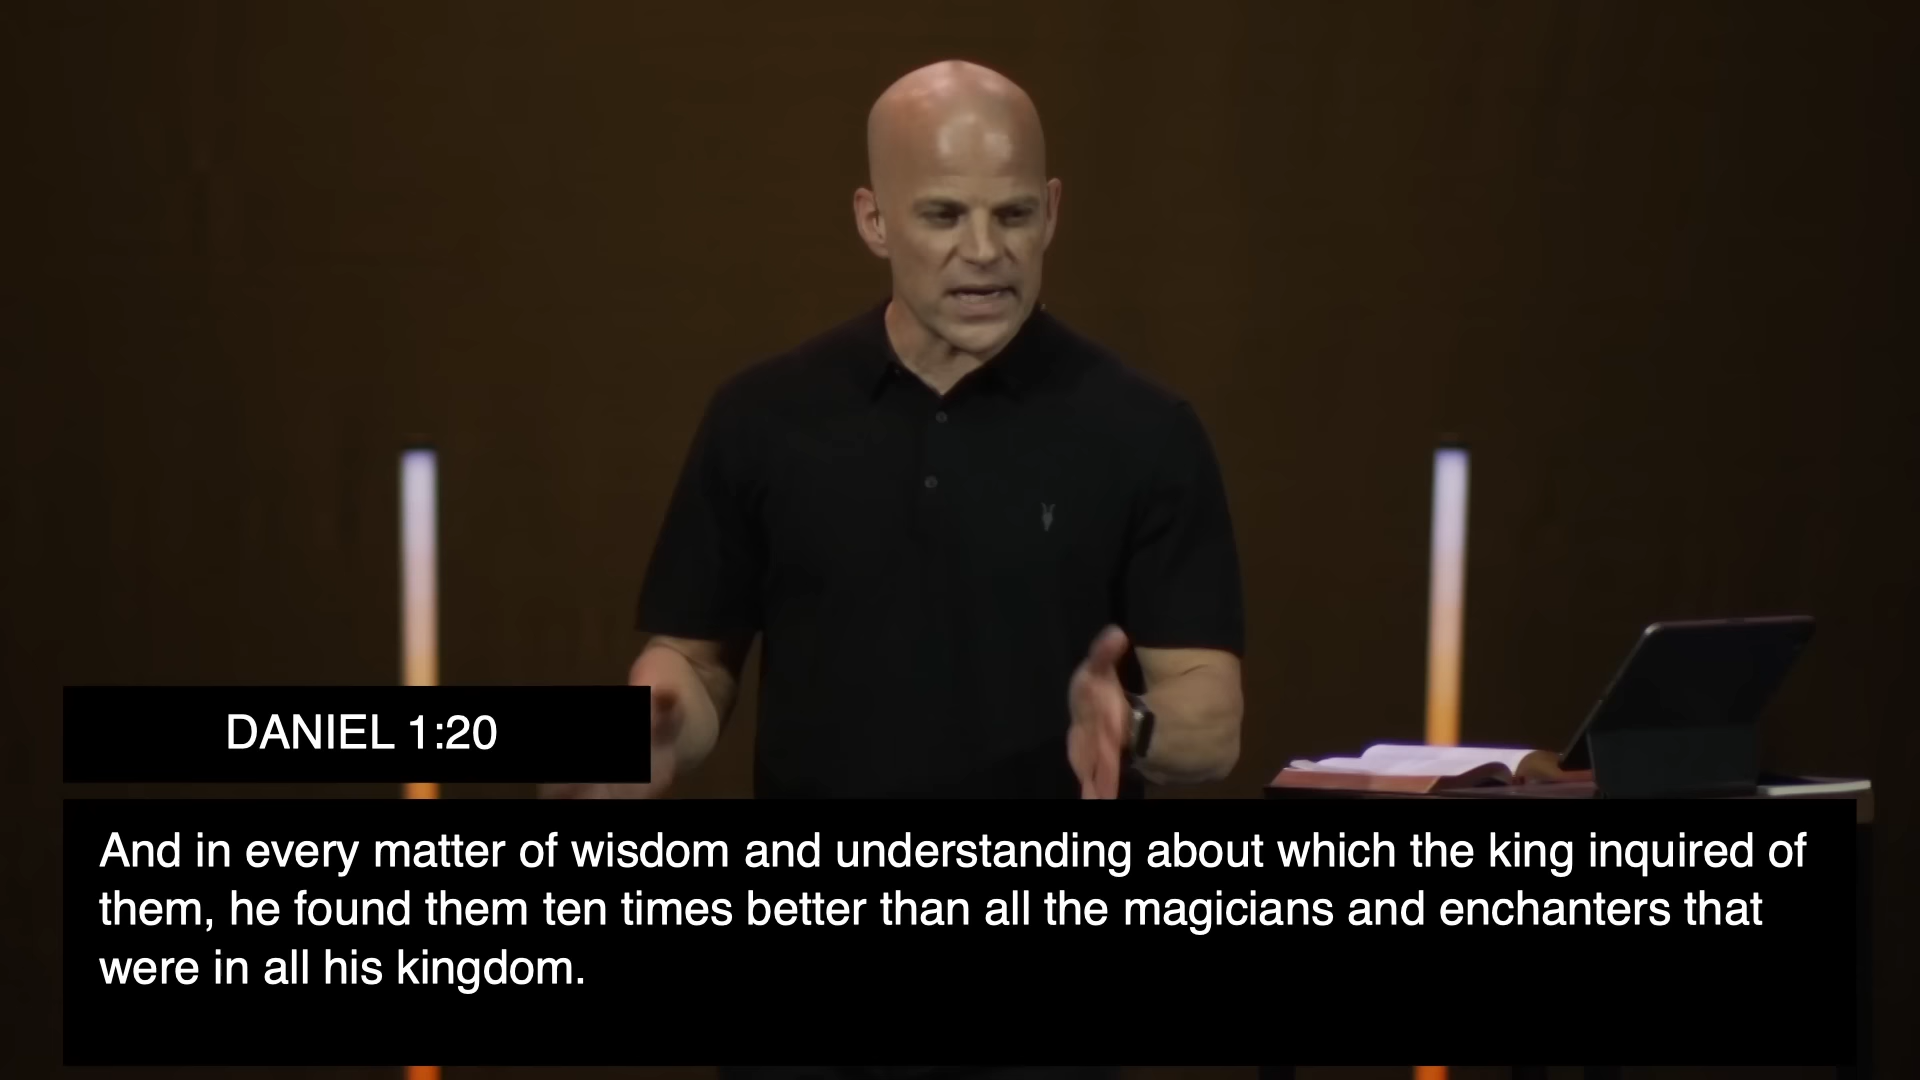 DANIEL 1:20
And in every matter of wisdom and understanding about which the king inquired of
them, he found them ten times better than all the magicians and enchanters that
were in all his kingdom.